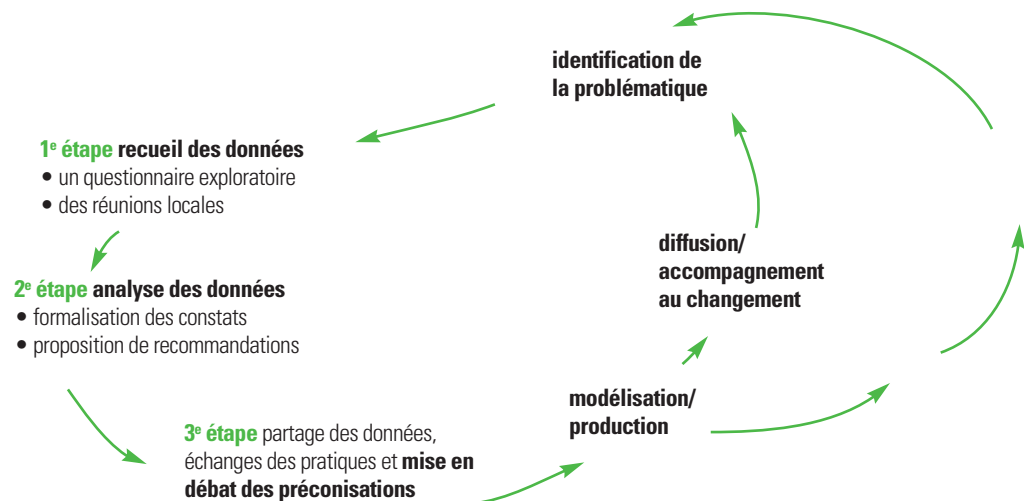 identification de
la problématique
1e étape recueil des données
• un questionnaire exploratoire
• des réunions locales
2e étape analyse des données
• formalisation des constats
• proposition de recommandations
3e étape partage des données,
échanges des pratiques et mise en
débat des préconisations
modélisation/
production
diffusion/
accompagnement
au changement